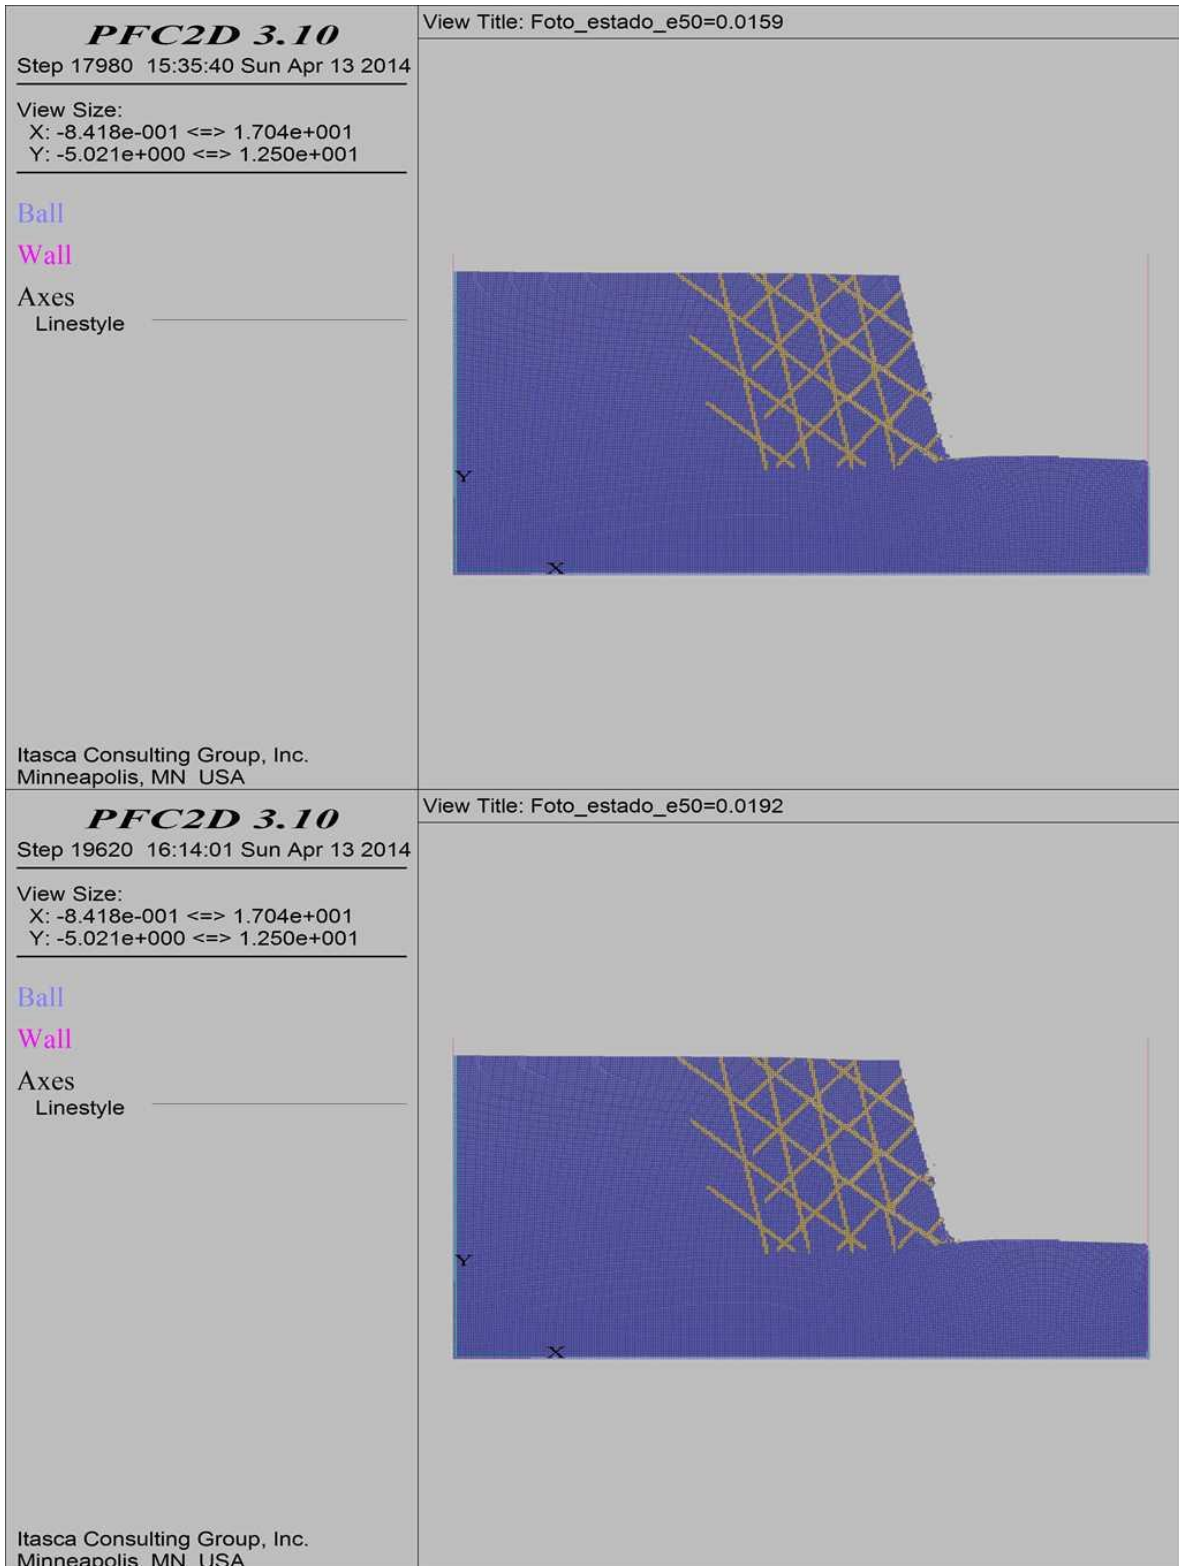 PFC2D 3.10
Step 17980 15:35:40 Sun Apr 13 2014
View Size:
X: -8.418e-001 <=> 1.704e+001
Y: -5.021e+000 <=> 1.250e+001
Ball
Wall
Axes
Linestyle
Itasca Consulting Group, Inc.
Minneapolis, MN USA
View Title: Foto_estado_e50=0.0159
Y
X
PFC2D 3.10
Step 19620 16:14:01 Sun Apr 13 2014
View Size:
X: -8.418e-001 <=> 1.704e+001
Y: -5.021e+000 <=> 1.250e+001
Ball
Wall
Axes
Linestyle
Itasca Consulting Group, Inc.
Minneapolis, MN USA
View Title: Foto_estado_e50=0.0192
Y
X